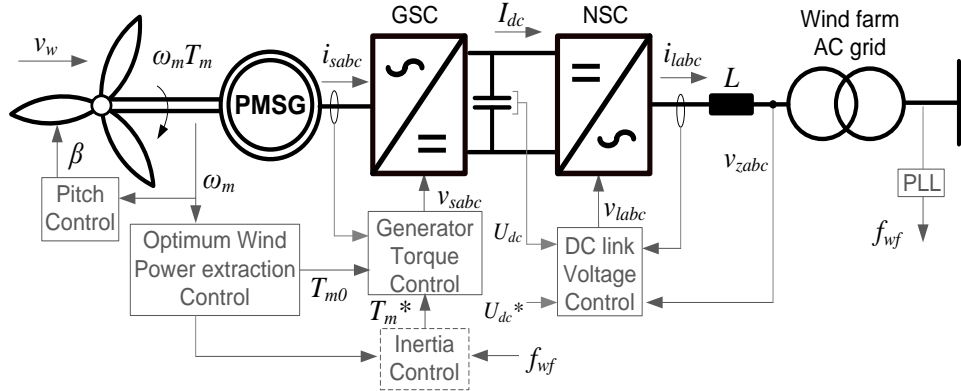 GSC
I_dc
NSC
Wind farm
AC grid
v_w
ω_m T_m
i_sabc
i_labc
L
PMSG
β
ω_m
v_zabc
PLL
Pitch
Control
v_sabc
v_labc
Optimum Wind
Power extraction
Control
Generator
Torque
Control
U_dc
DC link
Voltage
Control
f_wf
T_m0
T_m*
U_dc*
Inertia
Control
f_wf